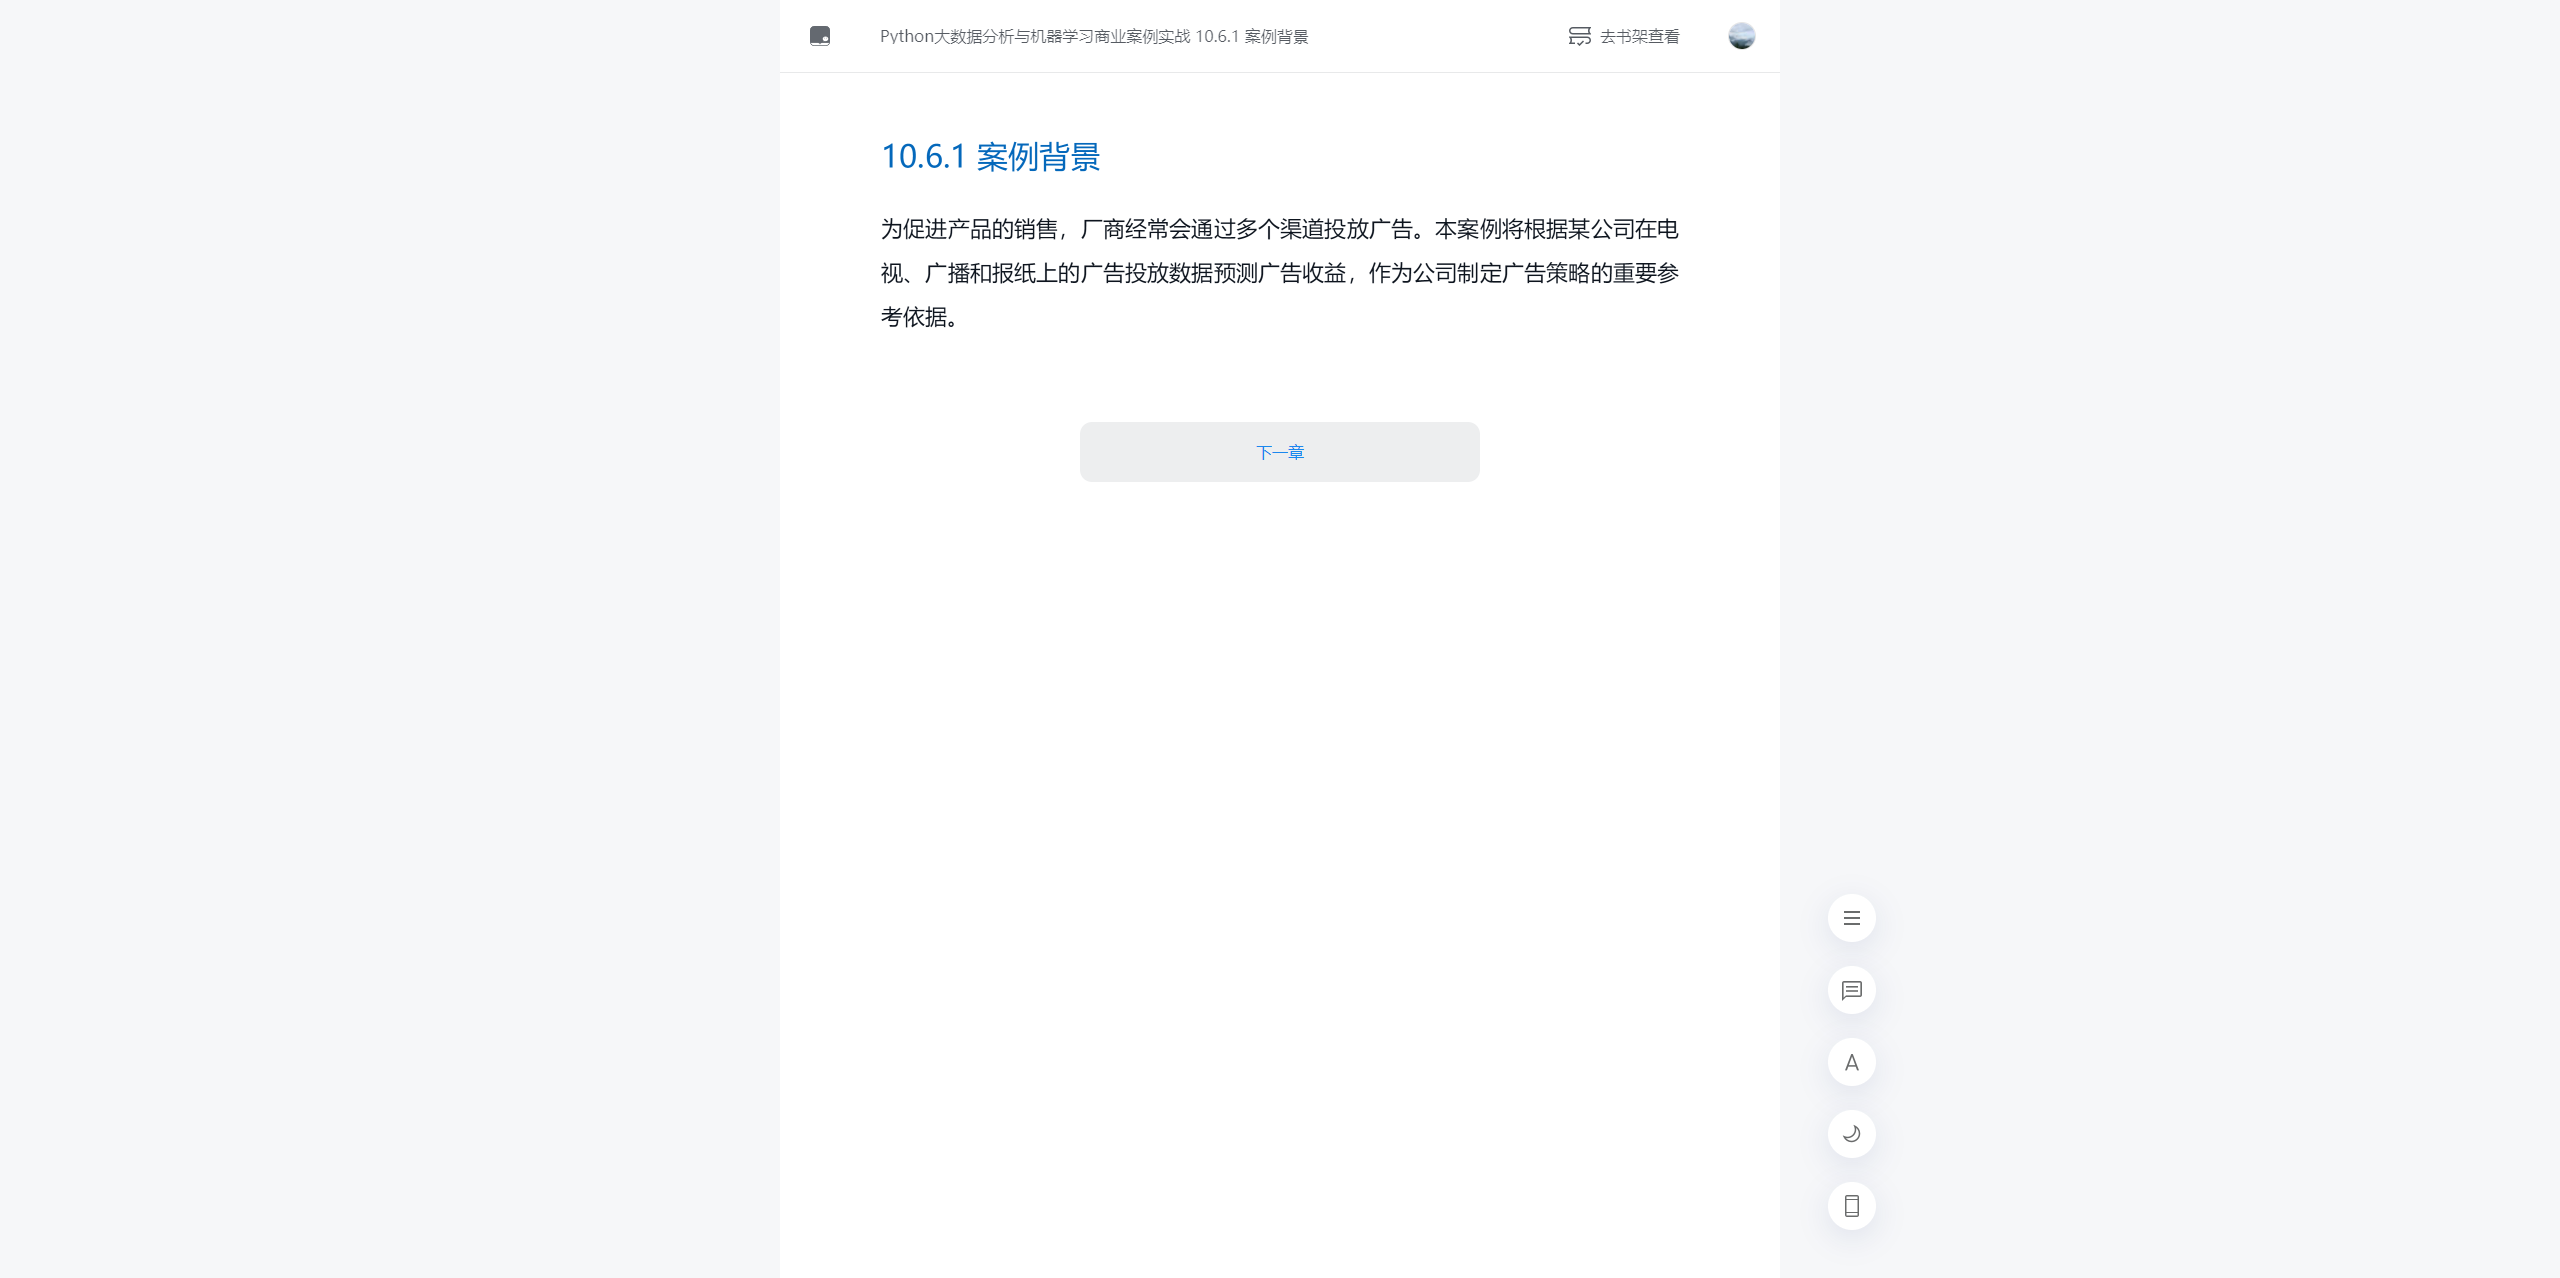 Python大数据分析与机器学习商业案例实战 10.6.1 案例背景
去书架查看
10.6.1 案例背景
为促进产品的销售，厂商经常会通过多个渠道投放广告。本案例将根据某公司在电
视、广播和报纸上的广告投放数据预测广告收益，作为公司制定广告策略的重要参
考依据。
下一章
A